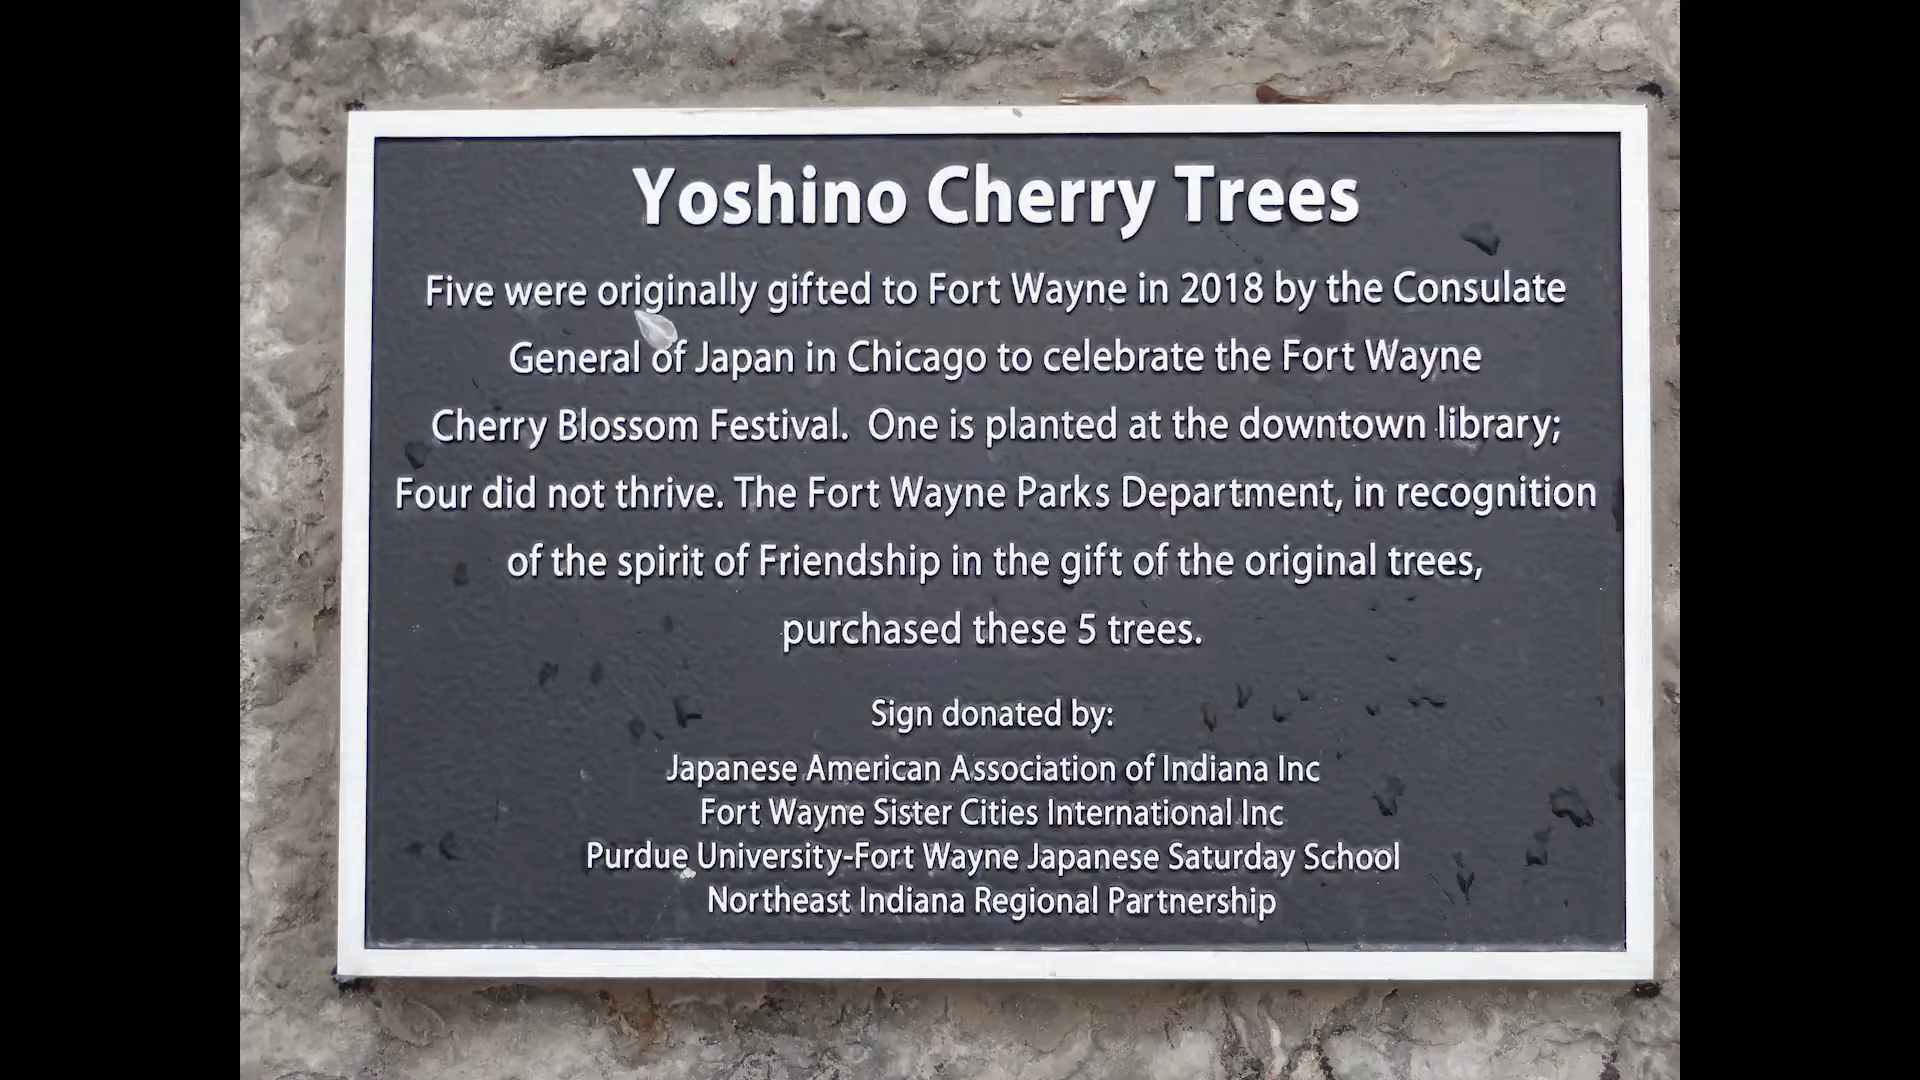 Yoshino Cherry Trees
Five were originally gifted to Fort Wayne in 2018 by the Consulate
General of Japan in Chicago to celebrate the Fort Wayne
Cherry Blossom Festival. One is planted at the downtown library;
Four did not thrive. The Fort Wayne Parks Department, in recognition
of the spirit of Friendship in the gift of the original trees,
purchased these 5 trees.
Sign donated by:
Japanese American Association of Indiana Inc
Fort Wayne Sister Cities International Inc
Purdue University-Fort Wayne Japanese Saturday School
Northeast Indiana Regional Partnership